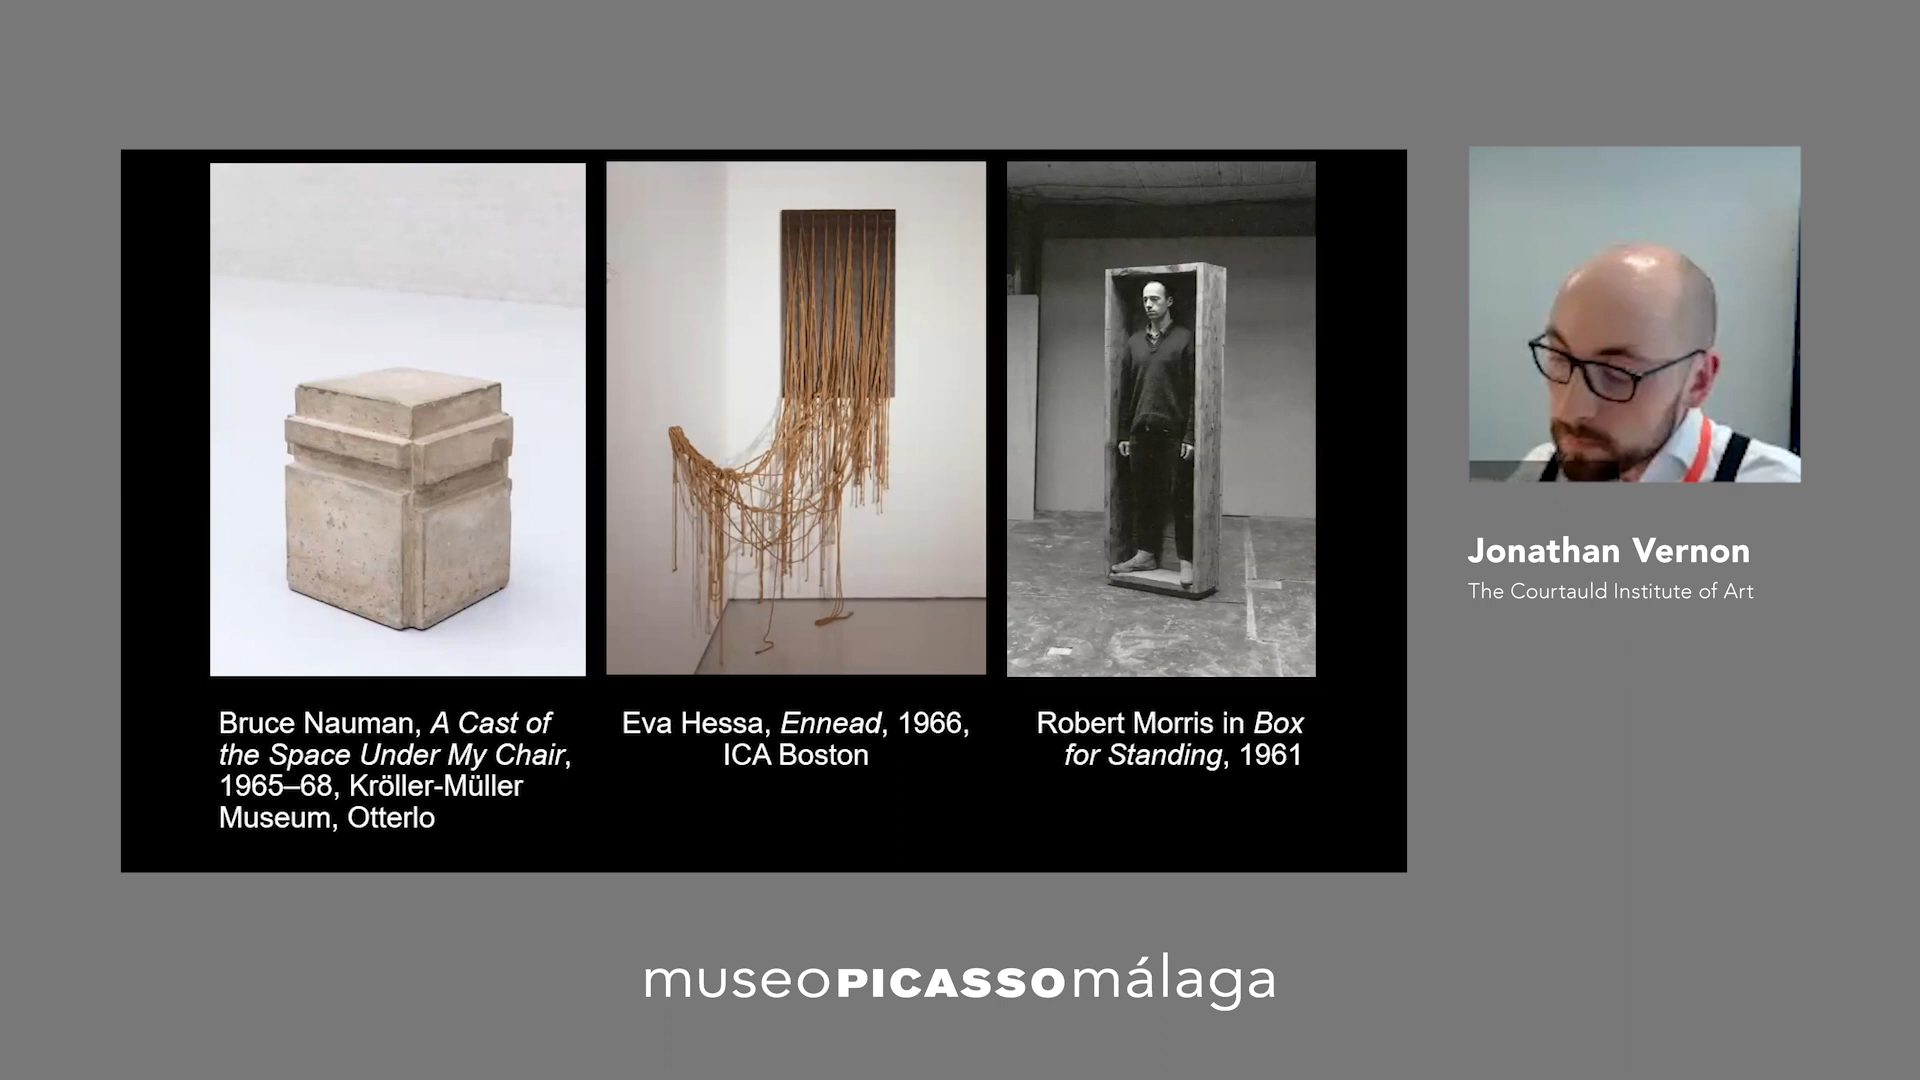 Bruce Nauman, A Cast of
the Space Under My Chair,
1965–68, Kröller-Müller
Museum, Otterlo
Eva Hessa, Ennead, 1966,
ICA Boston
Robert Morris in Box
for Standing, 1961
Jonathan Vernon
The Courtauld Institute of Art
museoPICASSOmálaga